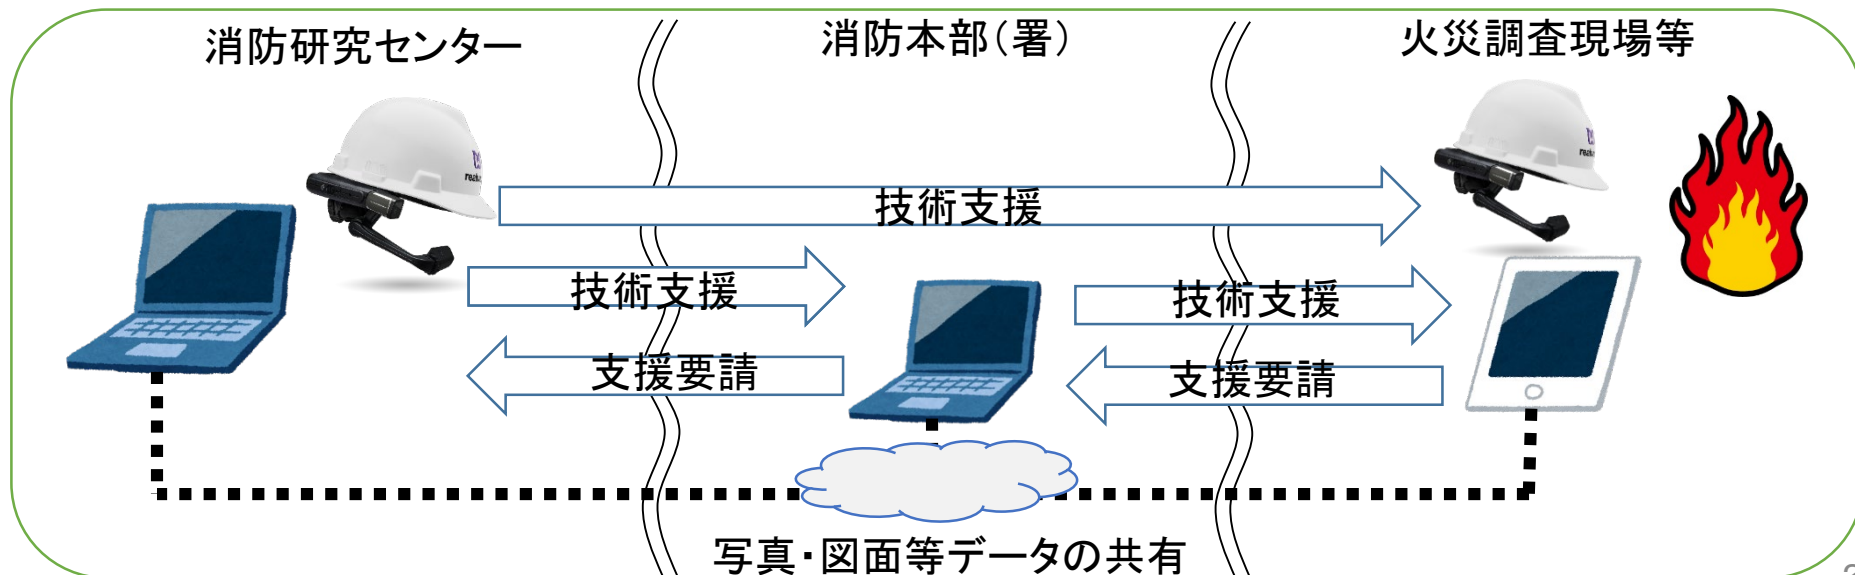 消防研究センター
消防本部（署）
火災調査現場等
技術支援
技術支援
技術支援
支援要請
支援要請
写真・図面等データの共有